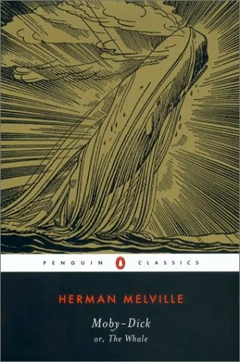 PENGUIN CLASSICS
HERMAN MELVILLE
Moby-Dick
or, The Whale